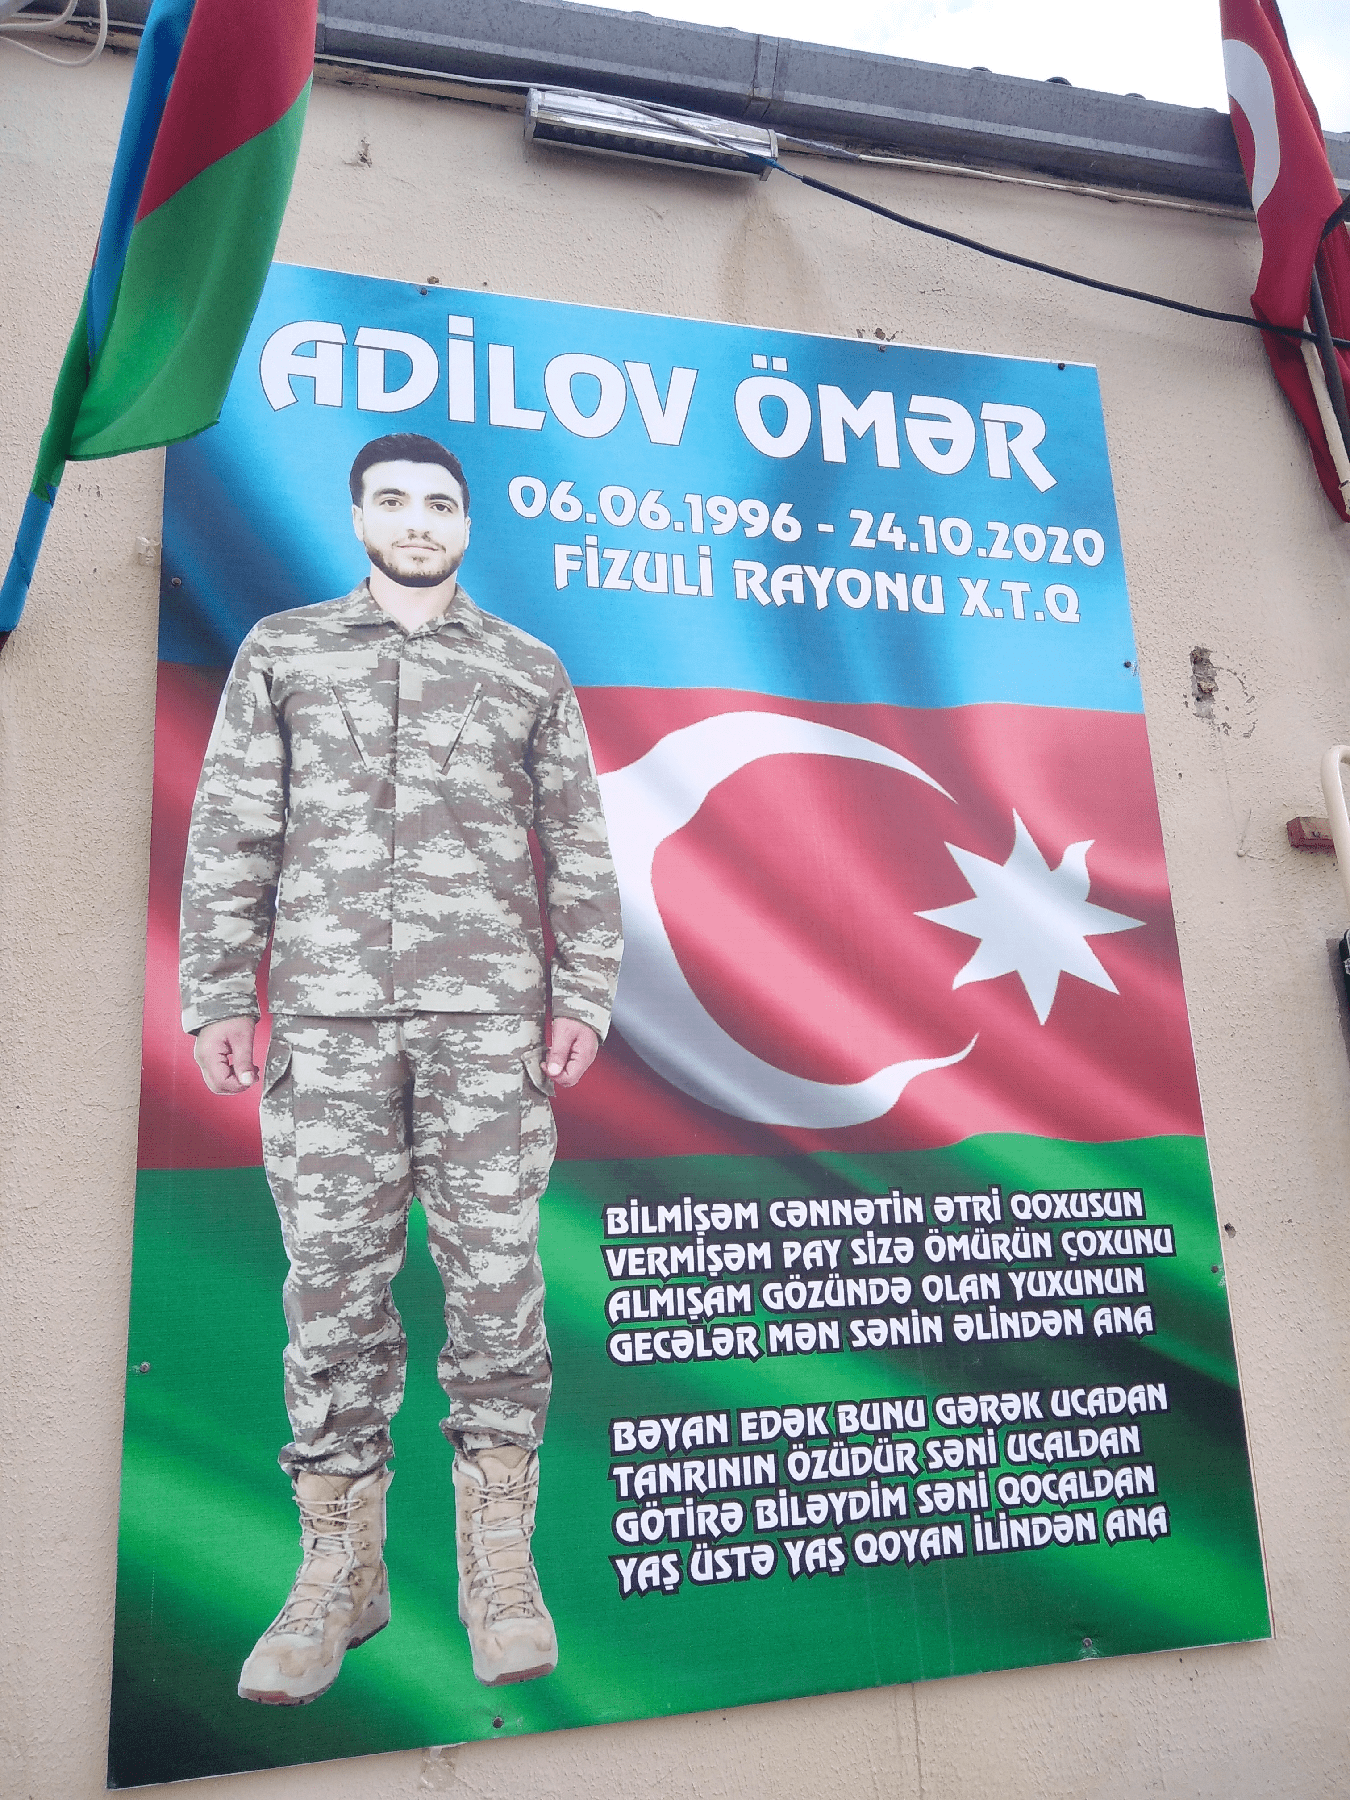 ADİLOV ÖMƏR
06.06.1996 - 24.10.2020
FİZULİ RAYONU X.T.Q
BİLMİŞƏM CƏNNƏTİN ƏTRİ QOXUSUN
VERMİŞƏM PAY SİZƏ ÖMÜRÜN ÇOXUNU
ALMIŞAM GÖZÜNDƏ OLAN YUXUNUN
GECƏLƏR MƏN SƏNİN ƏLİNDƏN ANA
BƏYAN EDƏK BUNU GƏRƏK UCADAN
TANRININ ÖZÜDÜR SƏNİ UCALDAN
GÖTİRƏ BİLƏYDİM SƏNİ QOCALDAN
YAŞ ÜSTƏ YAŞ QOYAN İLİNDƏN ANA